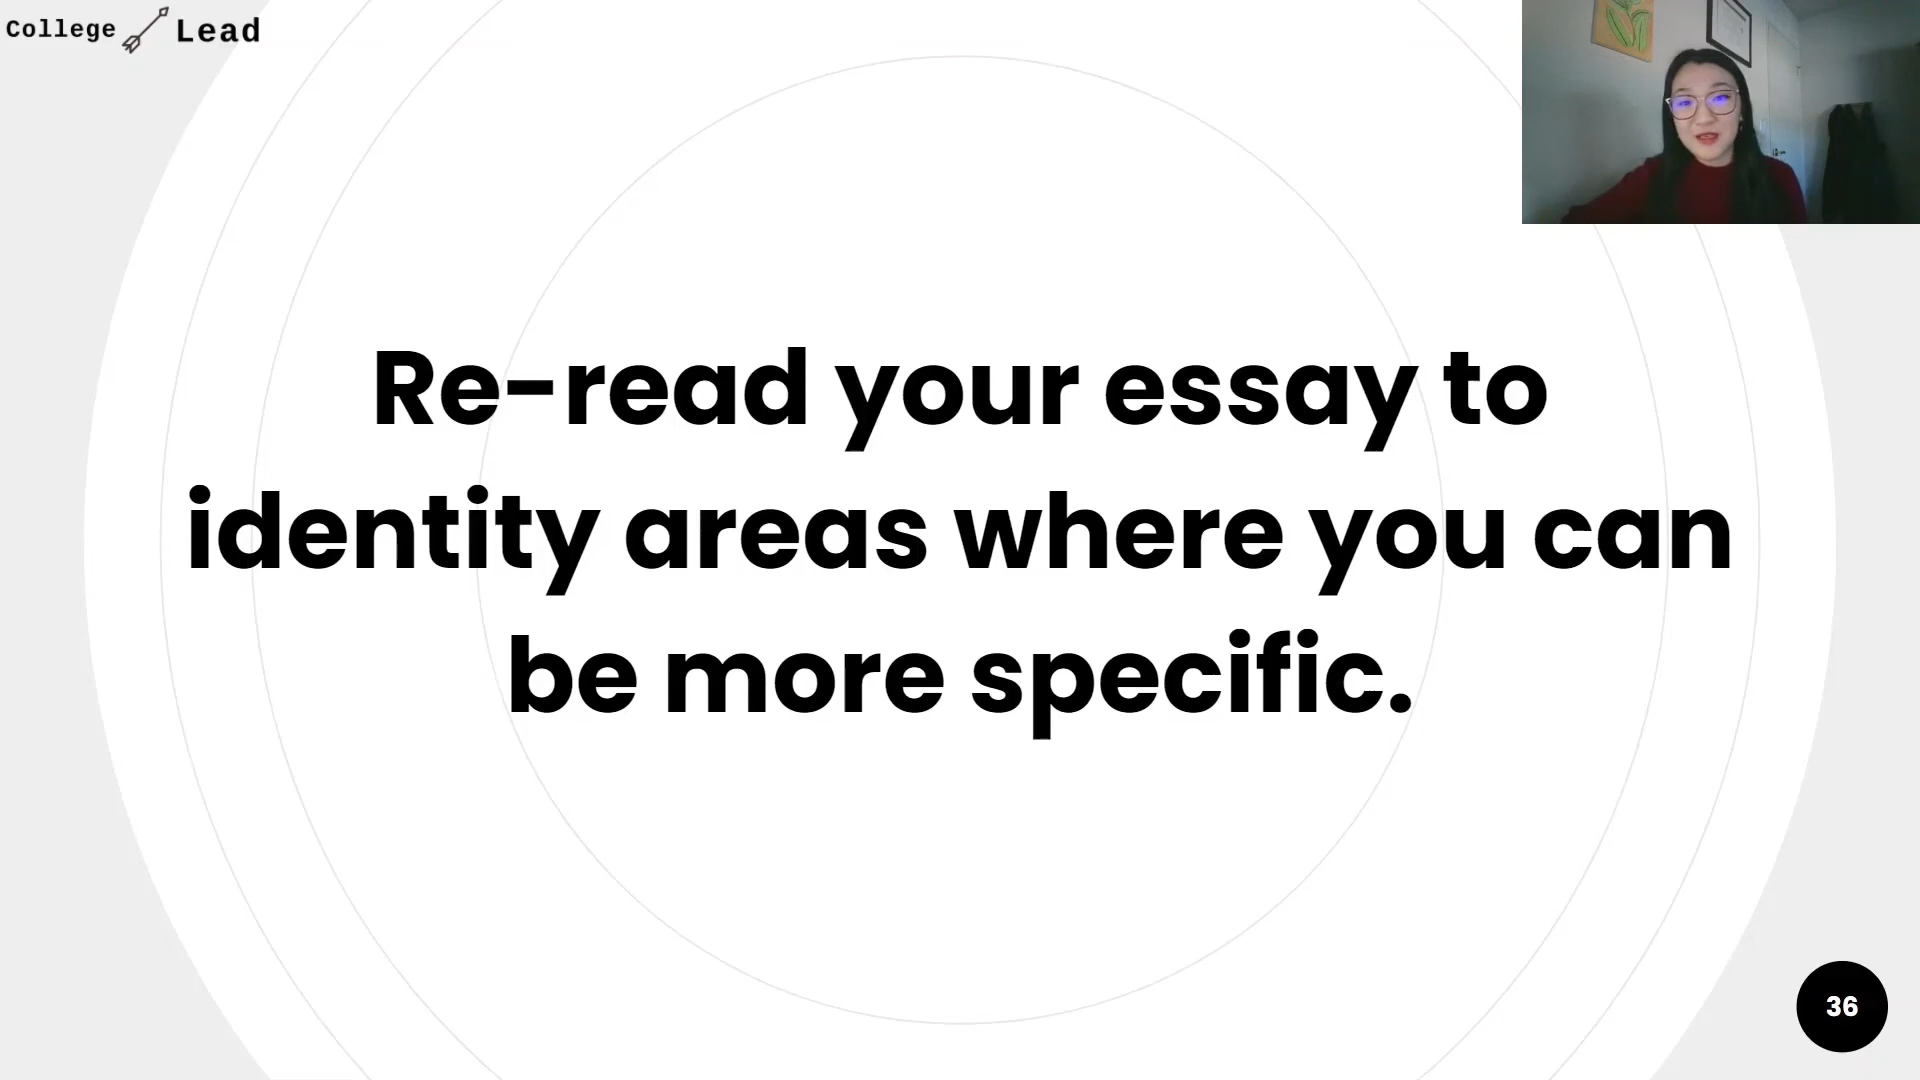 College Lead
Re-read your essay to
identity areas where you can
be more specific.
36